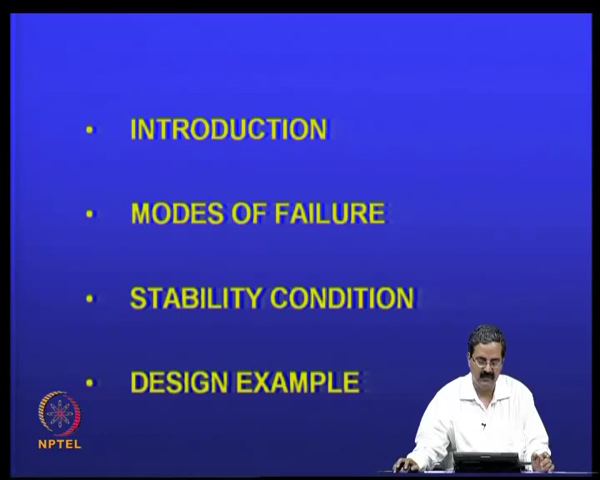 • INTRODUCTION
• MODES OF FAILURE
• STABILITY CONDITION
• DESIGN EXAMPLE
NPTEL